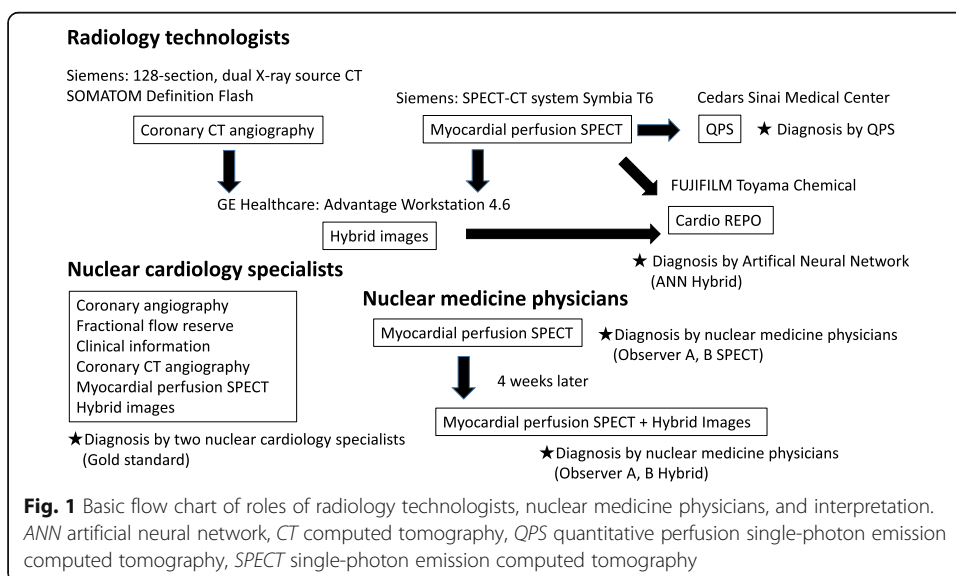 Radiology technologists
Siemens: 128-section, dual X-ray source CT
SOMATOM Definition Flash
Coronary CT angiography
Siemens: SPECT-CT system Symbia T6
Myocardial perfusion SPECT
Cedars Sinai Medical Center
QPS
★ Diagnosis by QPS
GE Healthcare: Advantage Workstation 4.6
Hybrid images
FUJIFILM Toyama Chemical
Cardio REPO
★ Diagnosis by Artifical Neural Network
(ANN Hybrid)
Nuclear cardiology specialists
Coronary angiography
Fractional flow reserve
Clinical information
Coronary CT angiography
Myocardial perfusion SPECT
Hybrid images
★Diagnosis by two nuclear cardiology specialists
(Gold standard)
Nuclear medicine physicians
Myocardial perfusion SPECT
★Diagnosis by nuclear medicine physicians
(Observer A, B SPECT)
4 weeks later
Myocardial perfusion SPECT + Hybrid Images
★Diagnosis by nuclear medicine physicians
(Observer A, B Hybrid)
Fig. 1 Basic flow chart of roles of radiology technologists, nuclear medicine physicians, and interpretation.
ANN artificial neural network, CT computed tomography, QPS quantitative perfusion single-photon emission
computed tomography, SPECT single-photon emission computed tomography